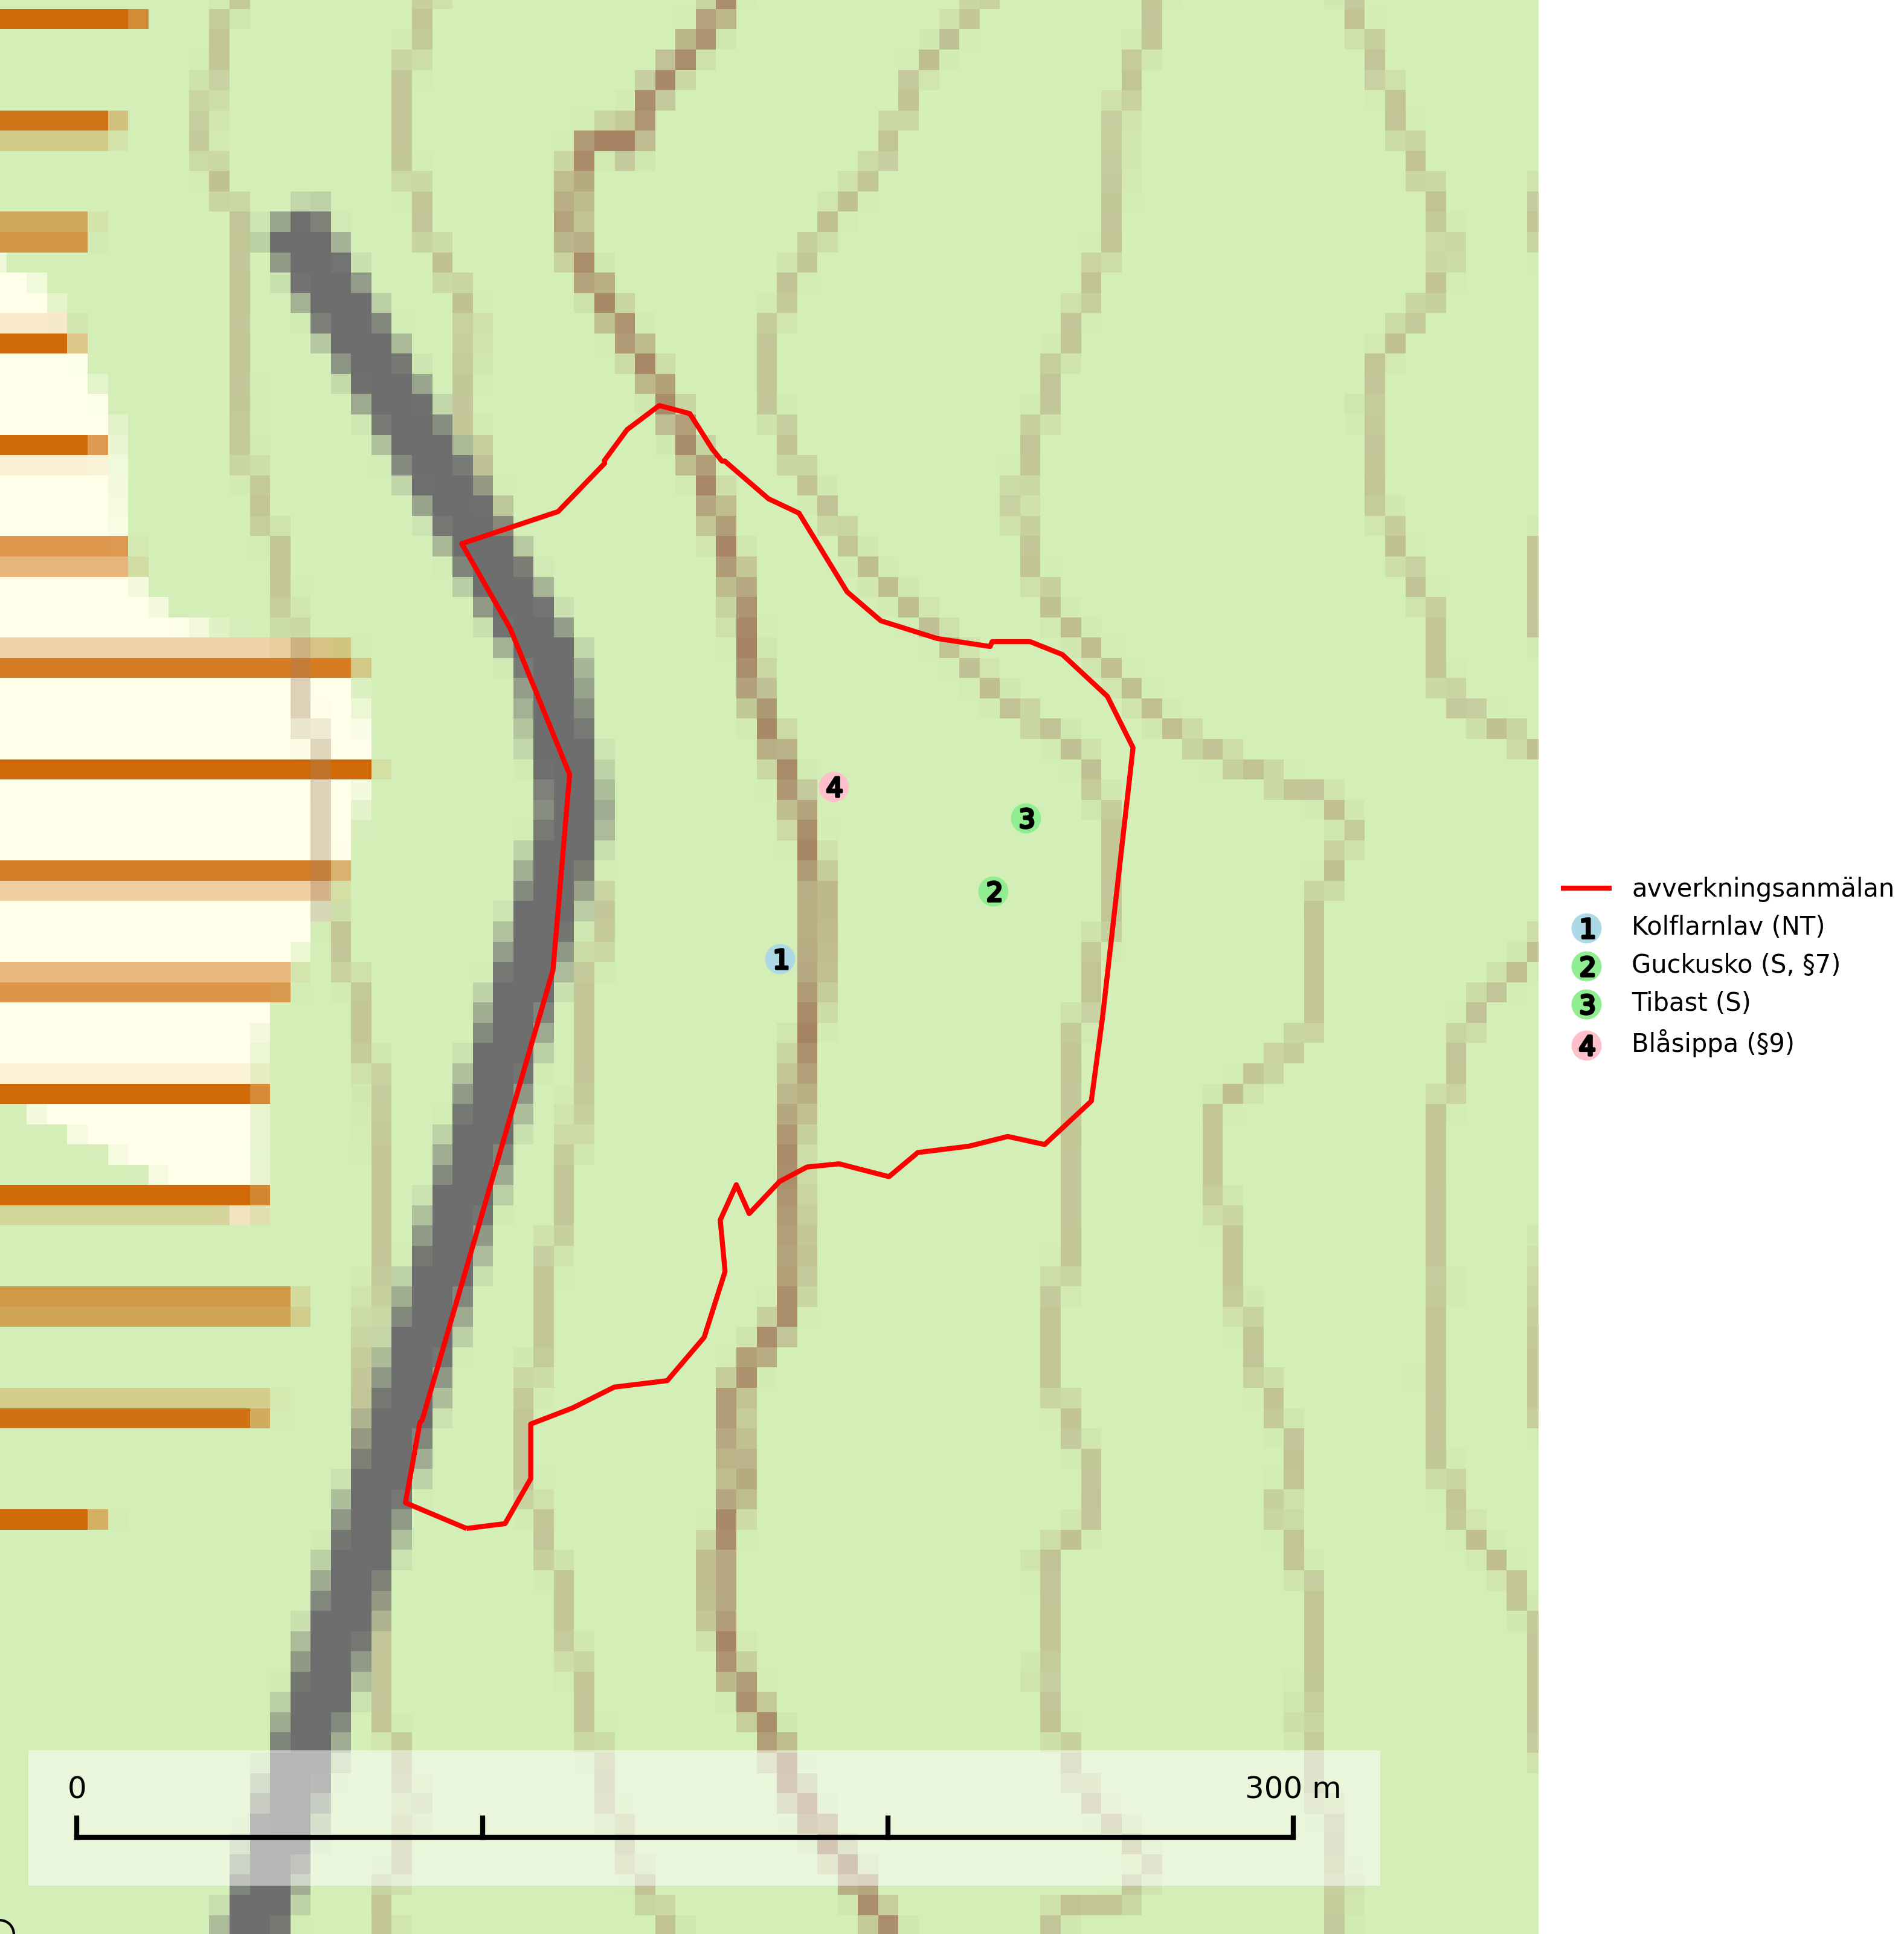 4
3
2
1
avverkningsanmälan
1 Kolflarnlav (NT)
2 Guckusko (S, §7)
3 Tibast (S)
4 Blåsippa (§9)
0 300 m